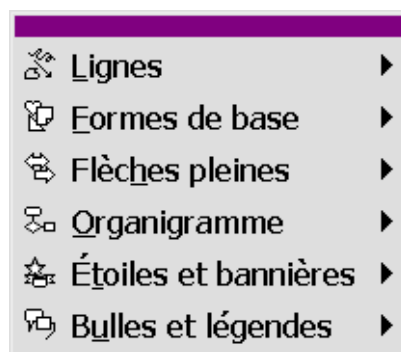 Lignes
Formes de base
Flèches pleines
Organigramme
Étoiles et bannières
Bulles et légendes